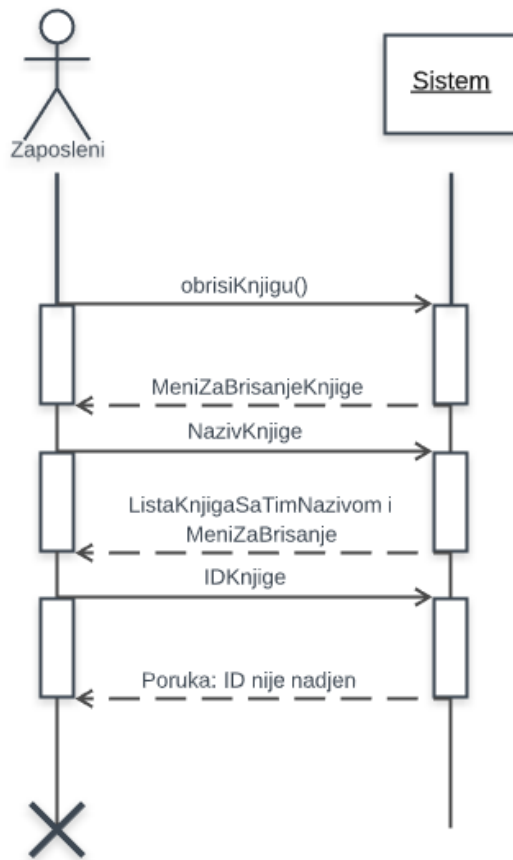 Sistem
Zaposleni
obrisiKnjigu()
MeniZaBrisanjeKnjige
NazivKnjige
ListaKnjigaSaTimNazivom i
MeniZaBrisanje
IDKnjige
Poruka: ID nije nadjen